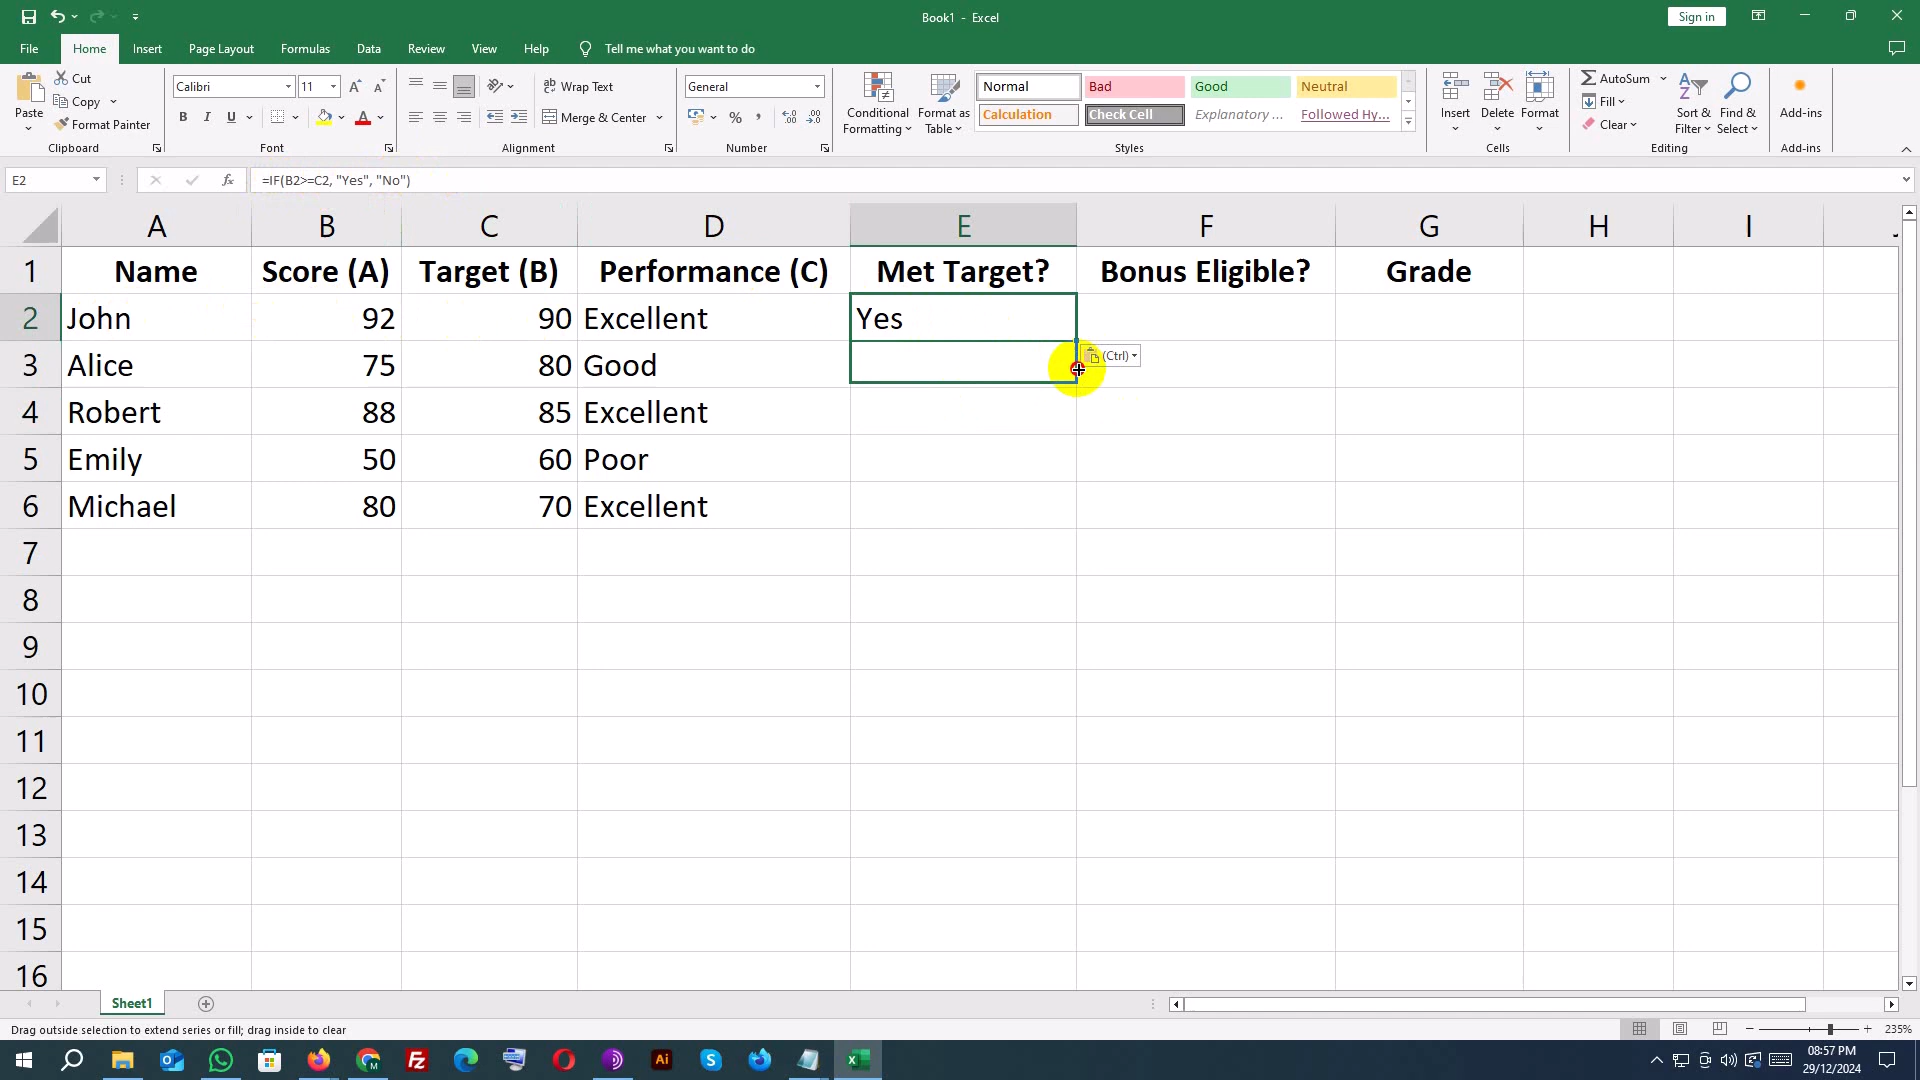 Book1 - Excel
Sign in
File Home Insert Page Layout Formulas Data Review View Help Tell me what you want to do
Paste
Cut
Copy
Format Painter
Clipboard
Calibri 11
B I U
Font
Wrap Text
Merge & Center
Alignment
General
Number
Conditional Formatting
Format as Table
Normal Bad Good Neutral
Calculation Check Cell Explanatory ... Followed Hy...
Styles
Insert Delete Format
Cells
AutoSum
Fill
Clear
Sort & Filter
Find & Select
Editing
Add-ins
Add-ins
E2 fx =IF(B2>=C2, "Yes", "No")
A B C D E F G H I
1 Name Score (A) Target (B) Performance (C) Met Target? Bonus Eligible? Grade
2 John 92 90 Excellent Yes
3 Alice 75 80 Good
(Ctrl)
4 Robert 88 85 Excellent
5 Emily 50 60 Poor
6 Michael 80 70 Excellent
7
8
9
10
11
12
13
14
15
16
Sheet1
Drag outside selection to extend series or fill; drag inside to clear
235%
08:57 PM
29/12/2024